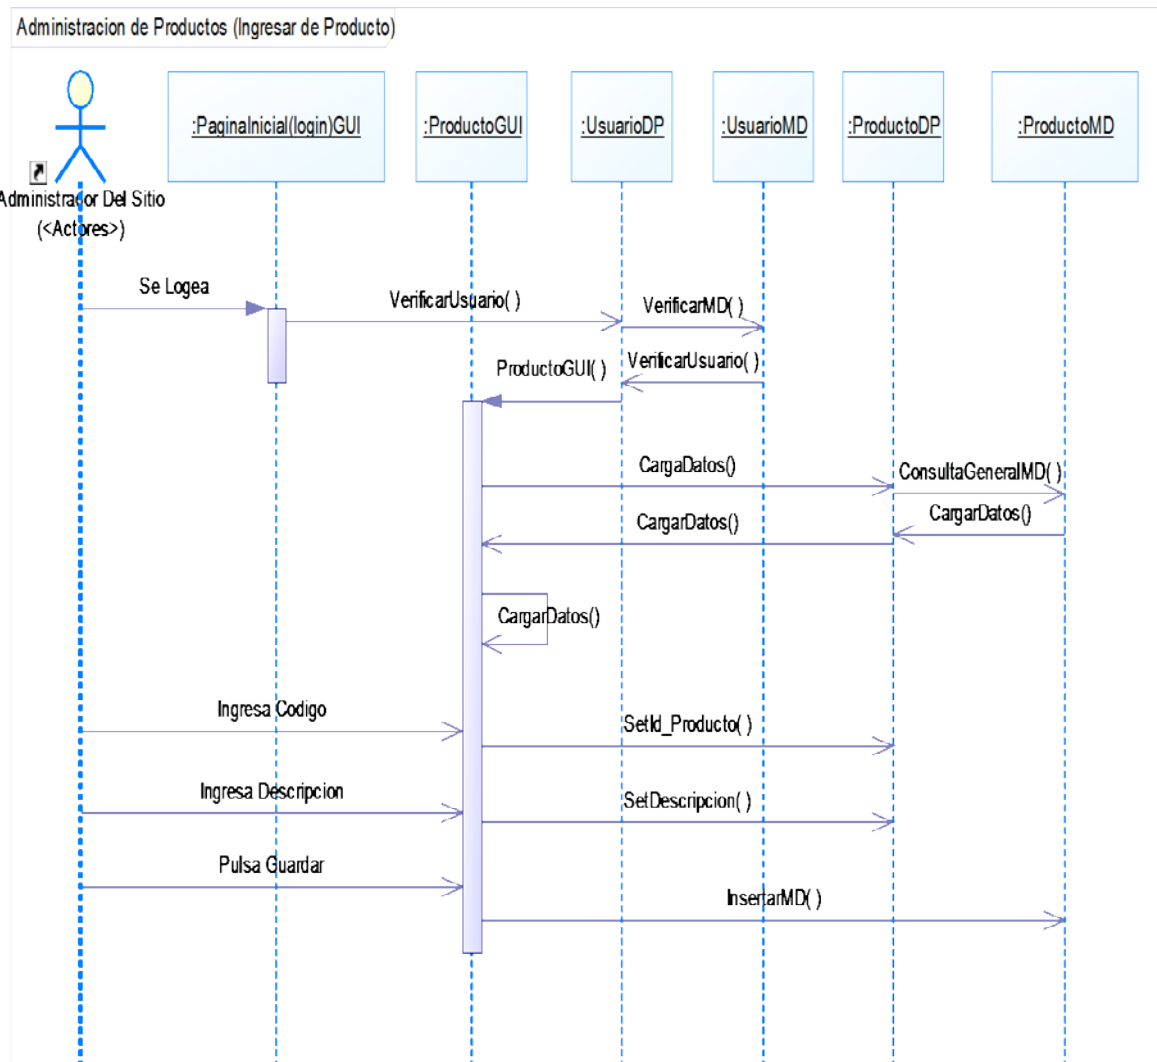 Administracion de Productos (Ingresar de Producto)
:PaginaInicial(login)GUI
:ProductoGUI
:UsuarioDP
:UsuarioMD
:ProductoDP
:ProductoMD
Administrador Del Sitio
(<Actores>)
Se Logea
VerificarUsuario( )
VerificarMD( )
VerificarUsuario( )
ProductoGUI( )
CargaDatos()
ConsultaGeneralMD( )
CargarDatos()
CargarDatos()
CargarDatos()
Ingresa Codigo
SetId_Producto( )
Ingresa Descripcion
SetDescripcion( )
Pulsa Guardar
InsertarMD( )